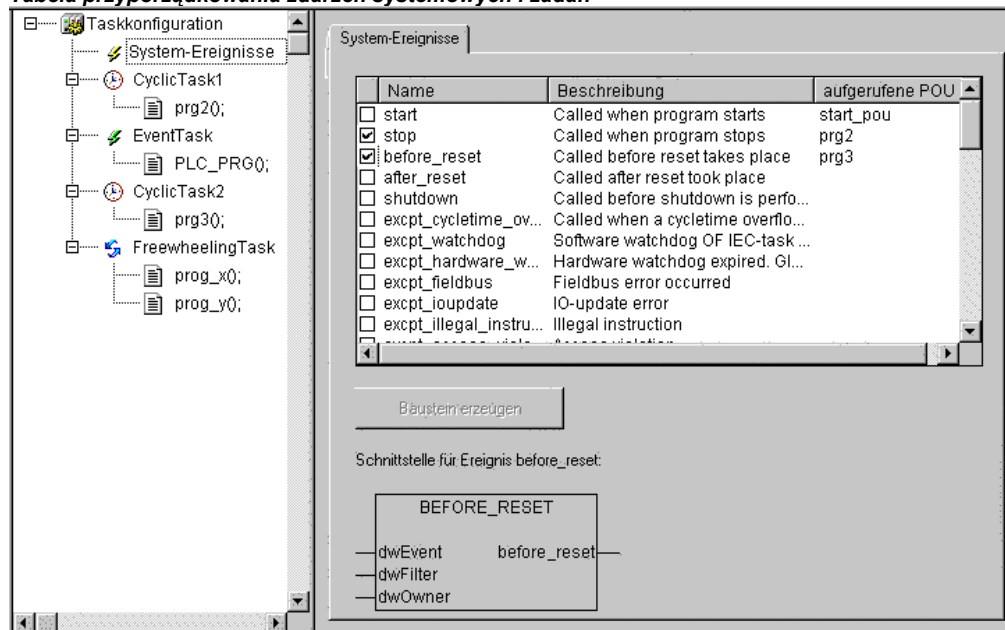 Tabela przyporządkowania zdarzeń systemowych i zadań
Taskkonfiguration
System-Ereignisse
CyclicTask1
prg2();
EventTask
PLC_PRG();
CyclicTask2
prg3();
FreewheelingTask
prog_x();
prog_y();
System-Ereignisse
Name Beschreibung aufgerufene POU
start Called when program starts start_pou
stop Called when program stops prg2
before_reset Called before reset takes place prg3
after_reset Called after reset took place
shutdown Called before shutdown is perfo...
excpt_cycletime_ov... Called when a cycletime overflo...
excpt_watchdog Software watchdog OF IEC-task ...
excpt_hardware_w... Hardware watchdog expired. Gl...
excpt_fieldbus Fieldbus error occurred
excpt_ioupdate IO-update error
excpt_illegal_instru... Illegal instruction
Baustein erzeugen
Schnittstelle für Ereignis before_reset:
BEFORE_RESET
dwEvent before_reset
dwFilter
dwOwner